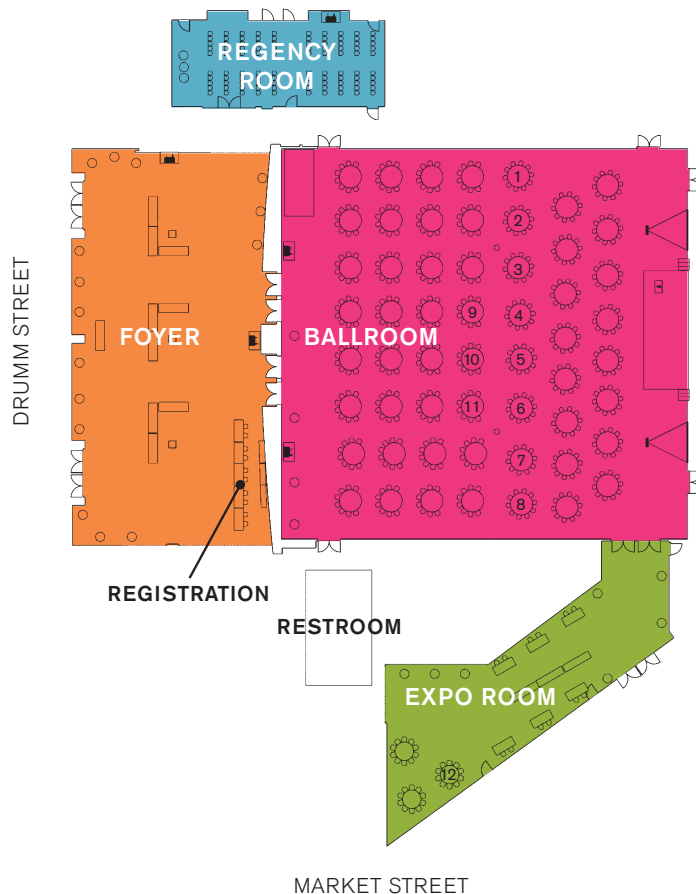 REGENCY
ROOM
1
2
3
DRUMM STREET
FOYER
BALLROOM
9
4
10
5
11
6
7
8
REGISTRATION
RESTROOM
EXPO ROOM
12
MARKET STREET